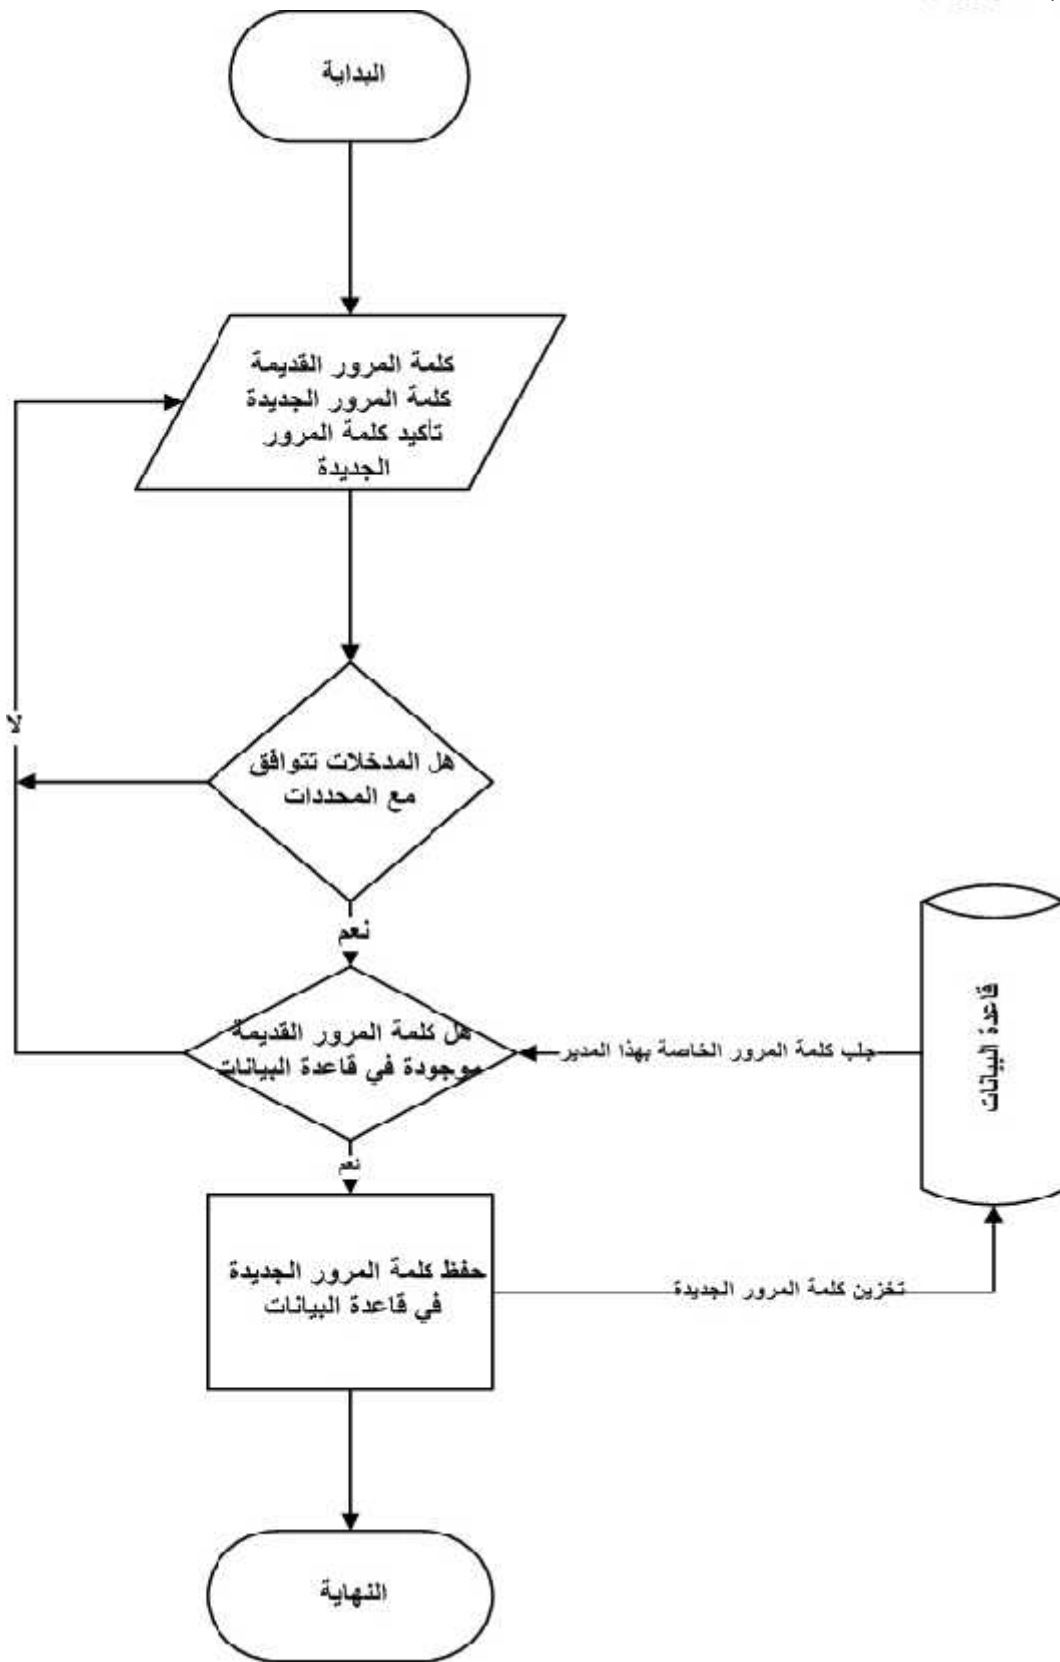 البداية
كلمة المرور القديمة
كلمة المرور الجديدة
تأكيد كلمة المرور
الجديدة
لا
هل المدخلات تتوافق
مع المحددات
نعم
هل كلمة المرور القديمة
موجودة في قاعدة البيانات
جلب كلمة المرور الخاصة بهذا المدير
قاعدة البيانات
نعم
حفظ كلمة المرور الجديدة
في قاعدة البيانات
تخزين كلمة المرور الجديدة
النهاية